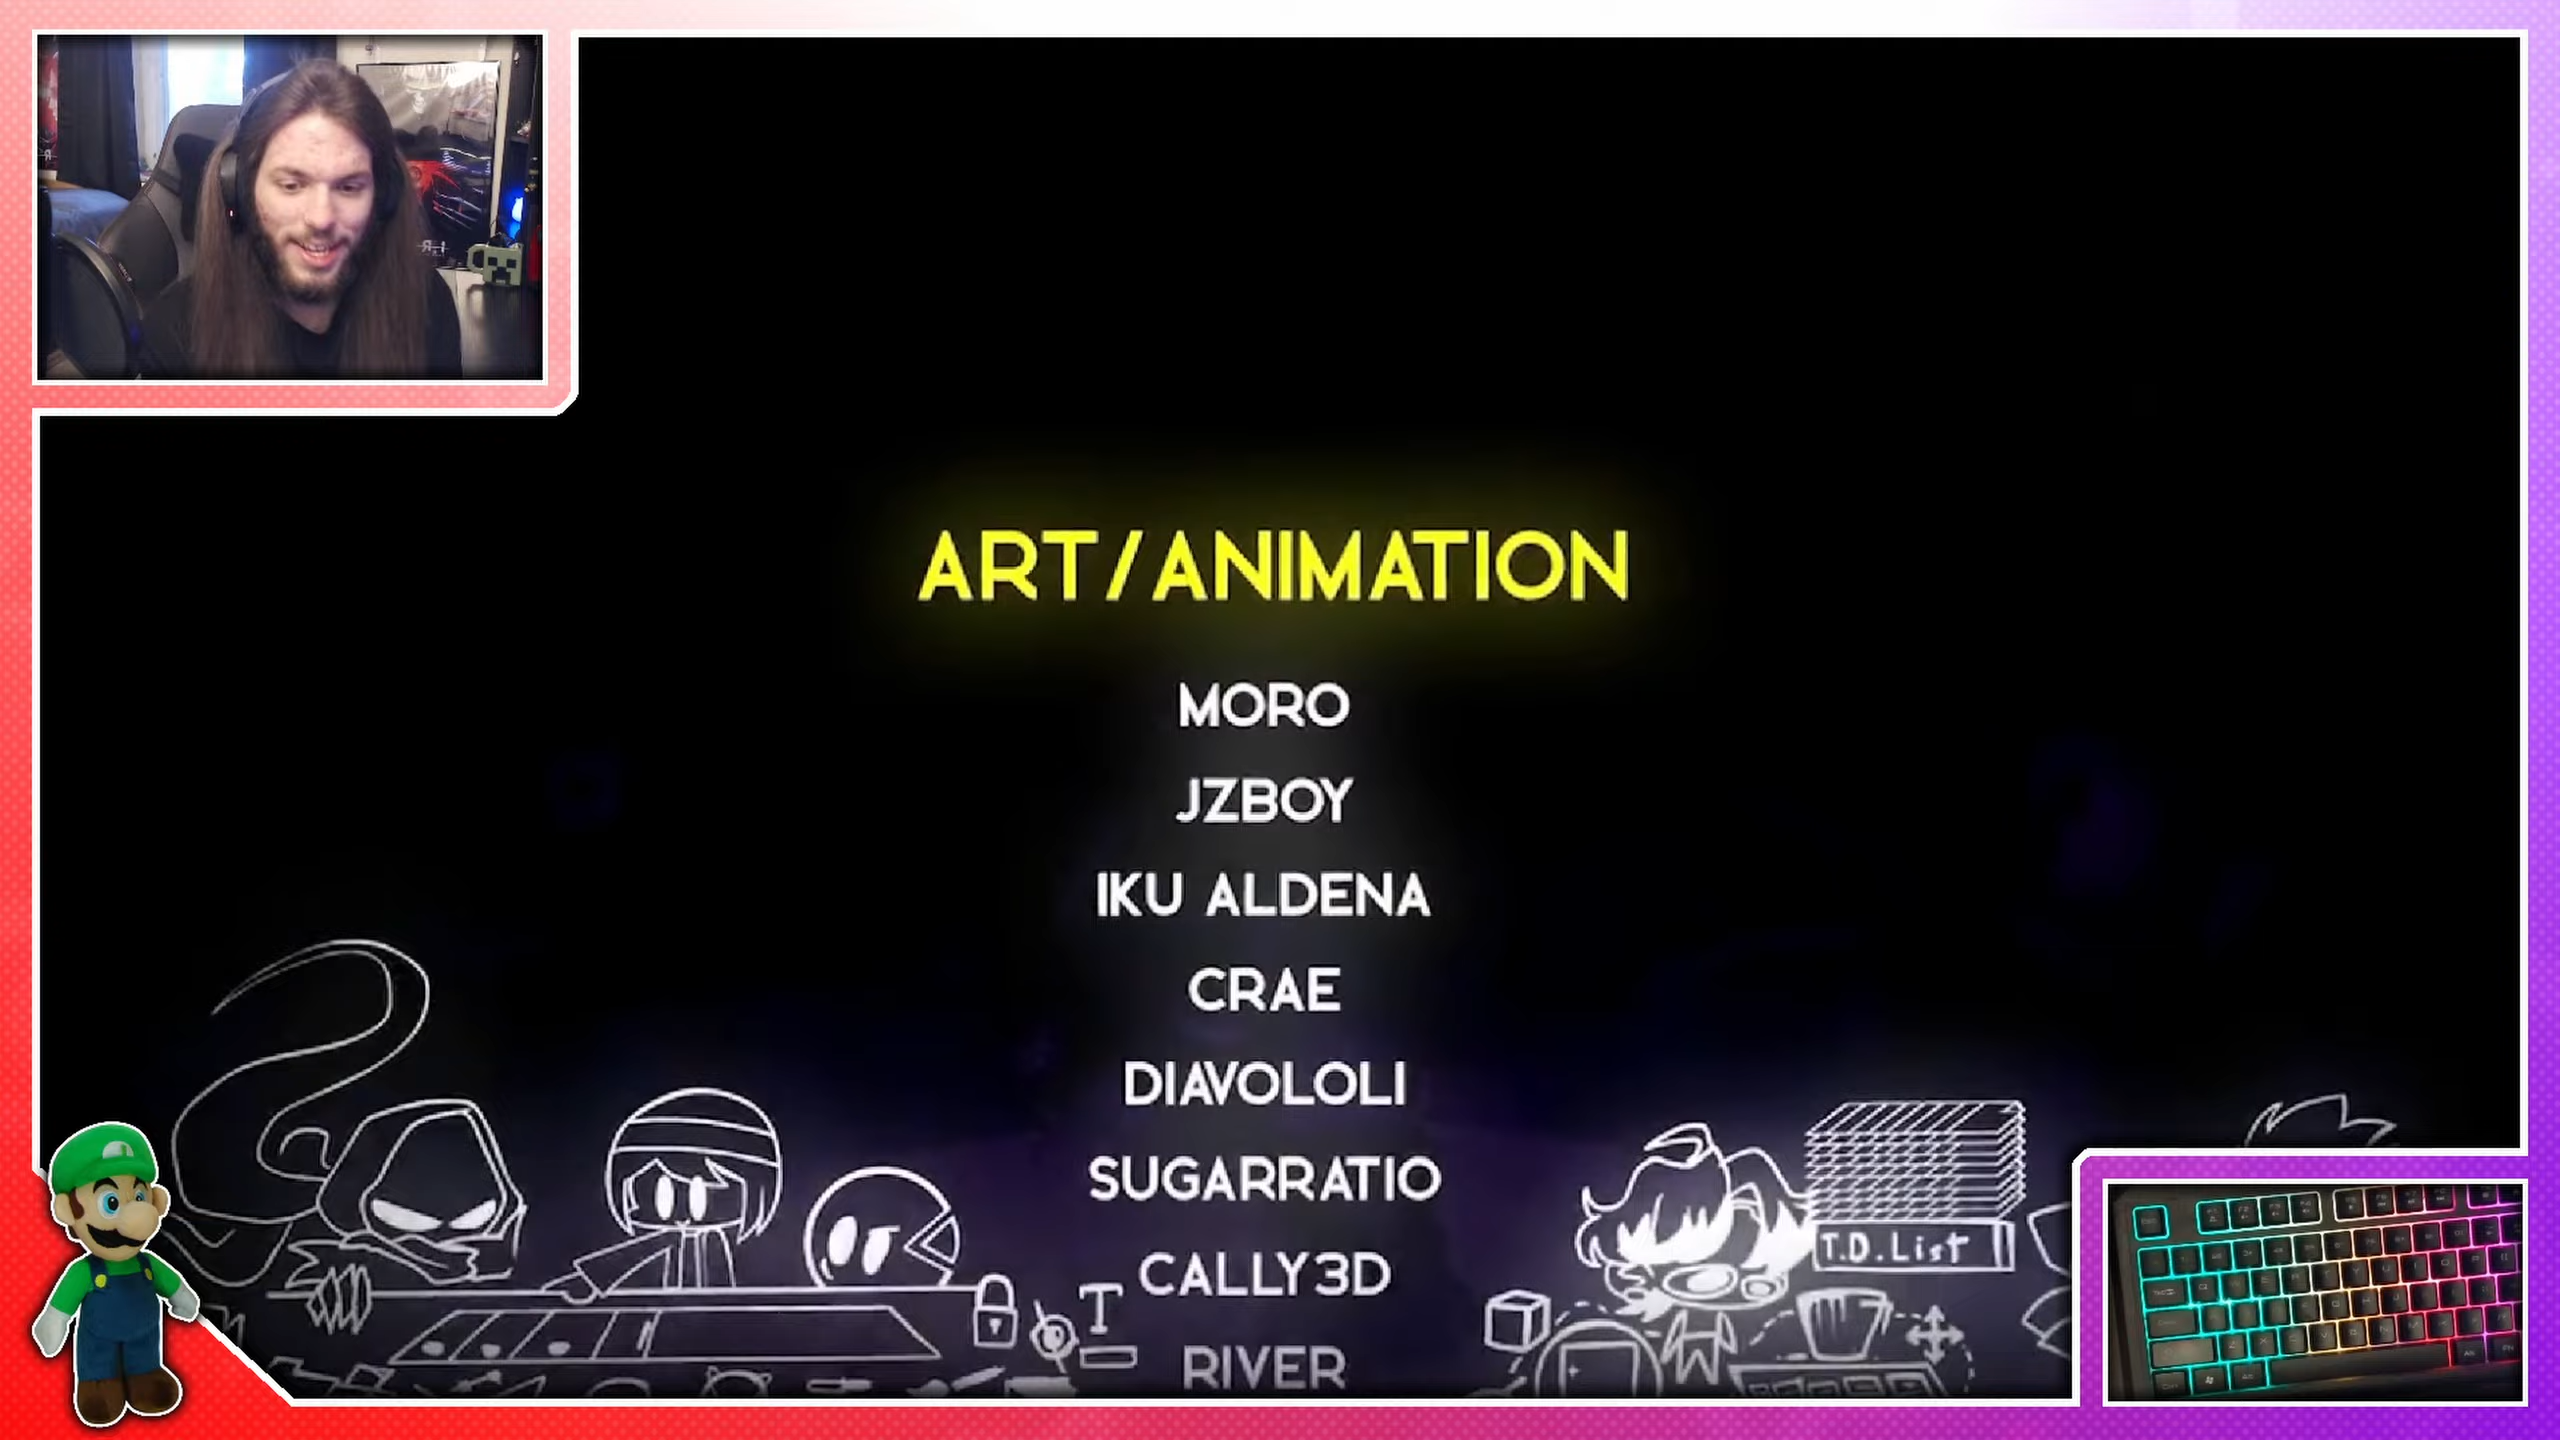 ART/ANIMATION
MORO
JZBOY
IKU ALDENA
CRAE
DIAVOLOLI
SUGARRATIO
CALLY3D
RIVER
T.D.List
T
L